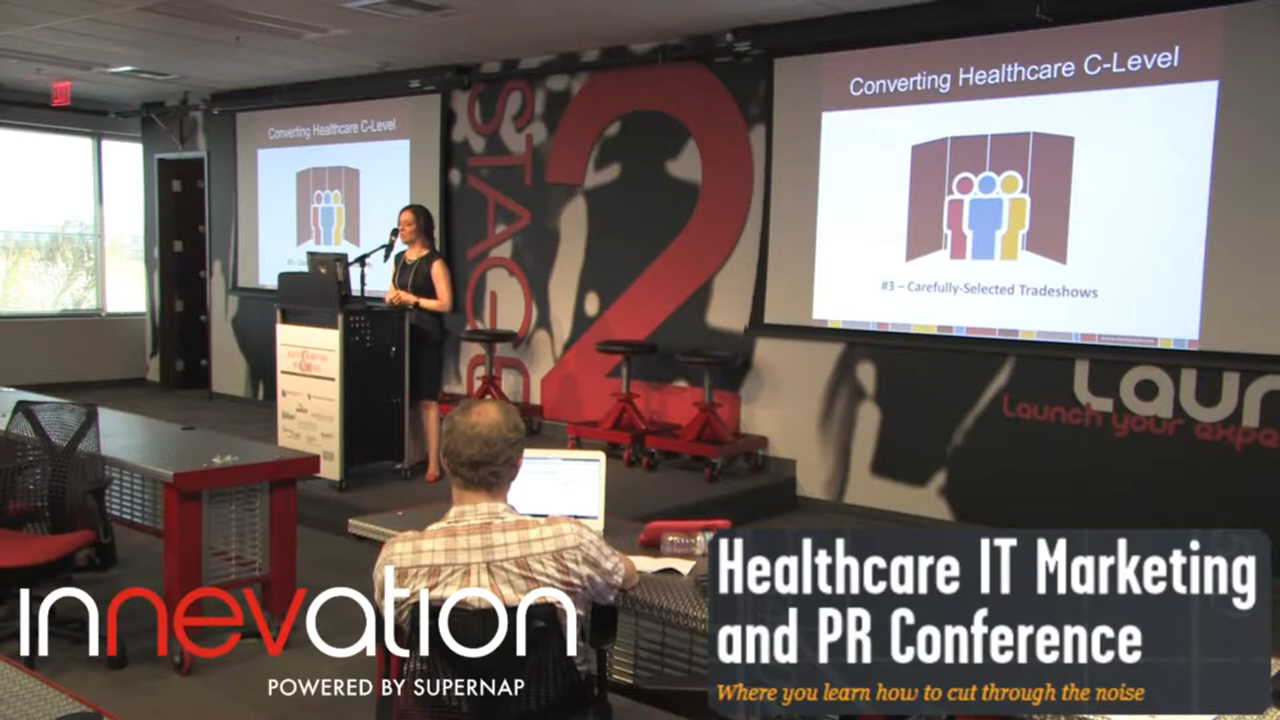 Converting Healthcare C-Level
Converting Healthcare C-Level
STAGE
2
#3 – Carefully-Selected Tradeshows
Launch your expe
innevation
POWERED BY SUPERNAP
Healthcare IT Marketing
and PR Conference
Where you learn how to cut through the noise